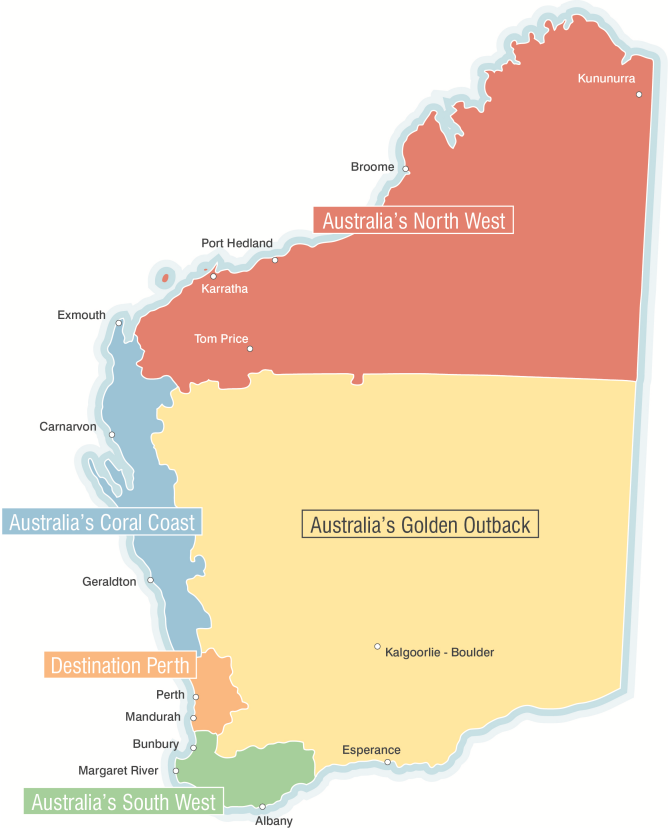 Kununurra
Broome
Australia's North West
Port Hedland
Karratha
Exmouth
Tom Price
Carnarvon
Australia's Coral Coast
Australia's Golden Outback
Geraldton
Kalgoorlie - Boulder
Destination Perth
Perth
Mandurah
Bunbury
Esperance
Margaret River
Australia's South West
Albany